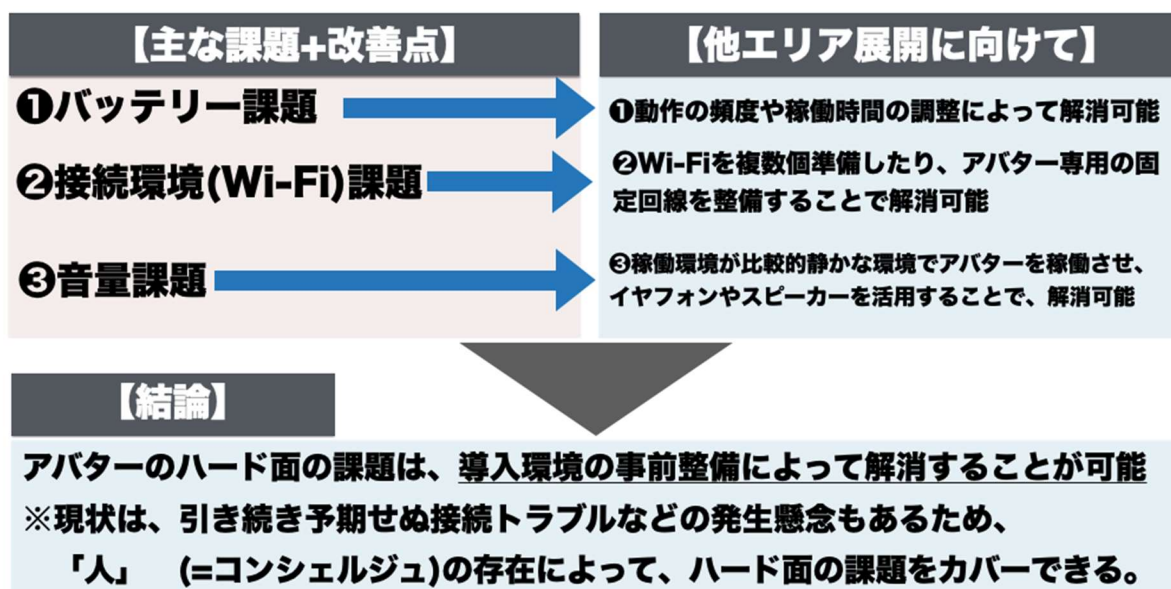 【主な課題+改善点】
❶バッテリー課題
❷接続環境(Wi-Fi)課題
❸音量課題
【他エリア展開に向けて】
❶動作の頻度や稼働時間の調整によって解消可能
❷Wi-Fiを複数個準備したり、アバター専用の固
定回線を整備することで解消可能
❸稼働環境が比較的静かな環境でアバターを稼働させ、
イヤフォンやスピーカーを活用することで、解消可能
【結論】
アバターのハード面の課題は、導入環境の事前整備によって解消することが可能
※現状は、引き続き予期せぬ接続トラブルなどの発生懸念もあるため、
「人」 (=コンシェルジュ)の存在によって、ハード面の課題をカバーできる。